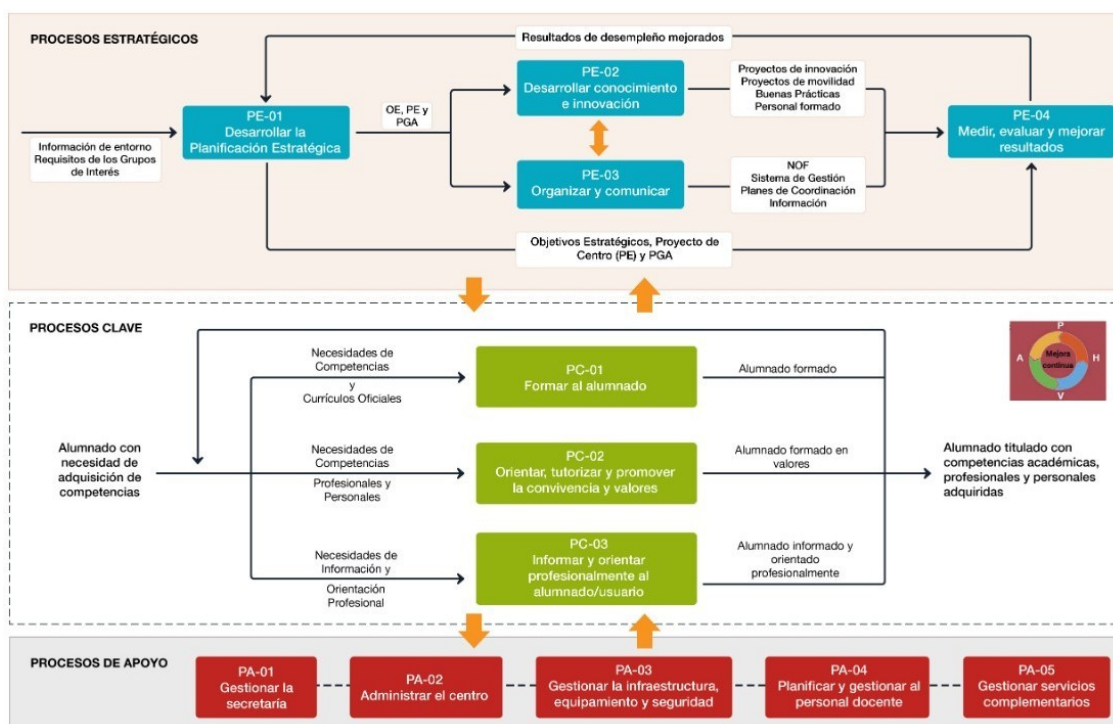 PROCESOS ESTRATÉGICOS
Resultados de desempleño mejorados
PE-01
Desarrollar la
Planificación Estratégica
Información de entorno
Requisitos de los Grupos
de Interés
OE, PE y
PGA
PE-02
Desarrollar conocimiento
e innovación
PE-03
Organizar y comunicar
Proyectos de innovación
Proyectos de movilidad
Buenas Prácticas
Personal formado
NOF
Sistema de Gestión
Planes de Coordinación
Información
PE-04
Medir, evaluar y mejorar
resultados
Objetivos Estratégicos, Proyecto de
Centro (PE) y PGA
PROCESOS CLAVE
P
A
Mejora
continua
H
V
Alumnado con
necesidad de
adquisición de
competencias
Necesidades de
Competencias
y
Currículos Oficiales
PC-01
Formar al alumnado
Alumnado formado
Necesidades de
Competencias
Profesionales y
Personales
PC-02
Orientar, tutorizar y promover
la convivencia y valores
Alumnado formado en
valores
Necesidades de
Información y
Orientación
Profesional
PC-03
Informar y orientar
profesionalmente al
alumnado/usuario
Alumnado informado y
orientado
profesionalmente
Alumnado titulado con
competencias académicas,
profesionales y personales
adquiridas
PROCESOS DE APOYO
PA-01
Gestionar la
secretaría
PA-02
Administrar el centro
PA-03
Gestionar la infraestructura,
equipamiento y seguridad
PA-04
Planificar y gestionar al
personal docente
PA-05
Gestionar servicios
complementarios